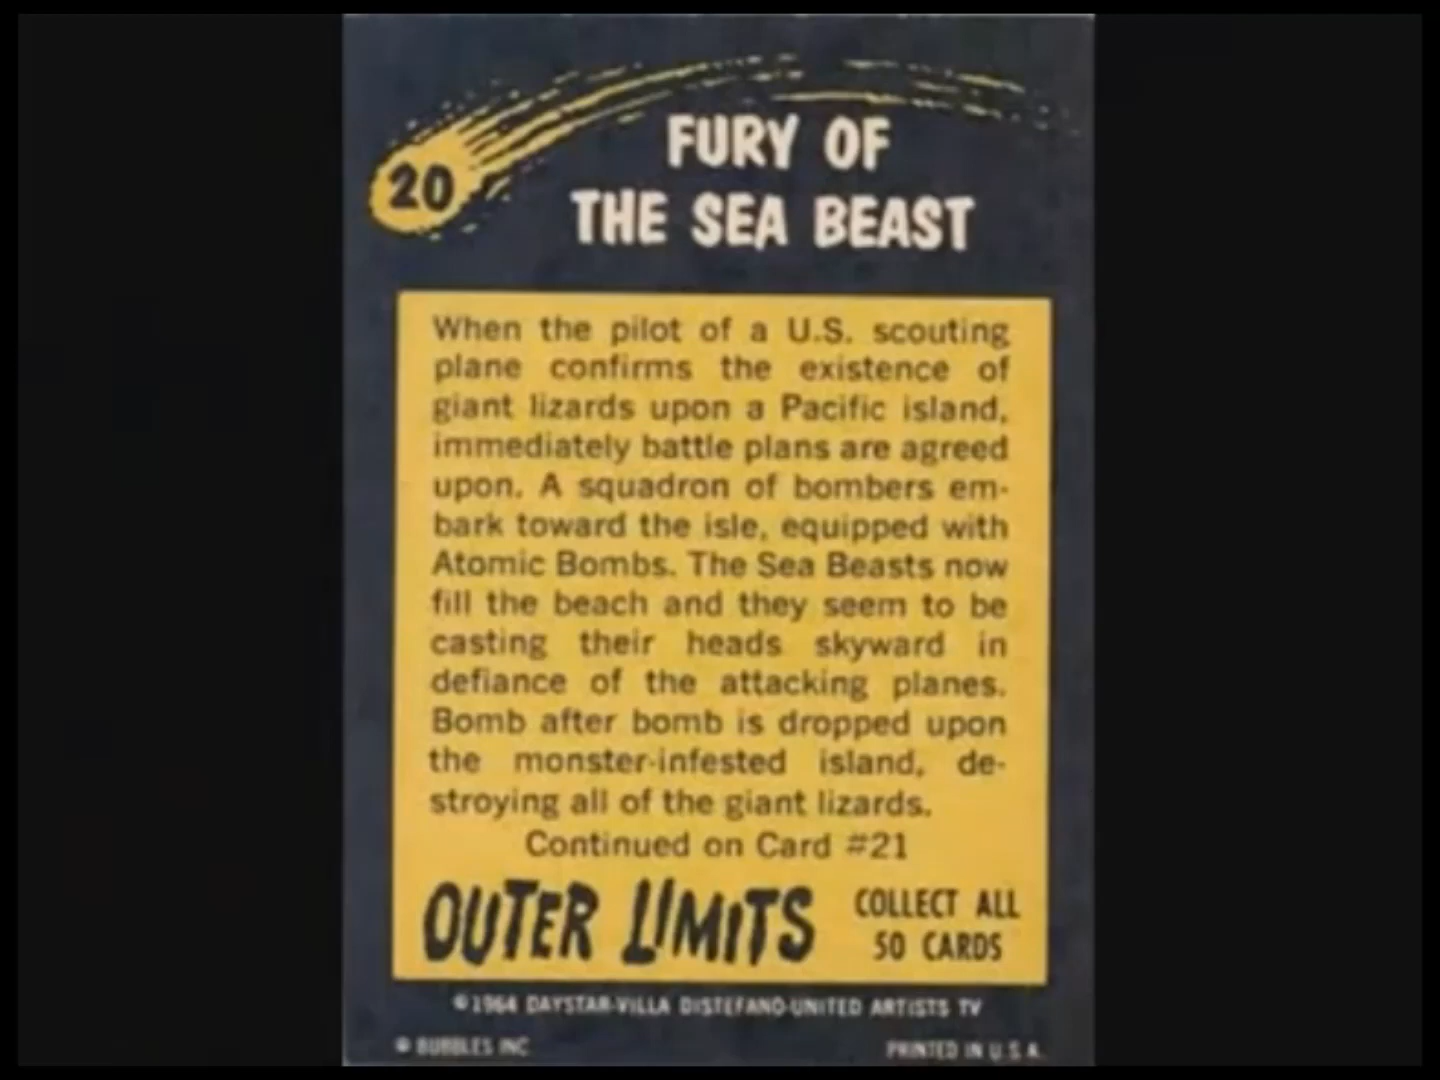 20
FURY OF
THE SEA BEAST
When the pilot of a U.S. scouting
plane confirms the existence of
giant lizards upon a Pacific island,
immediately battle plans are agreed
upon. A squadron of bombers em-
bark toward the isle, equipped with
Atomic Bombs. The Sea Beasts now
fill the beach and they seem to be
casting their heads skyward in
defiance of the attacking planes.
Bomb after bomb is dropped upon
the monster-infested island, de-
stroying all of the giant lizards.
Continued on Card #21
OUTER LIMITS
COLLECT ALL
50 CARDS
©1964 DAYSTAR-VILLA DISTEFANO-UNITED ARTISTS TV
© BUBBLES INC.
PRINTED IN U.S.A.